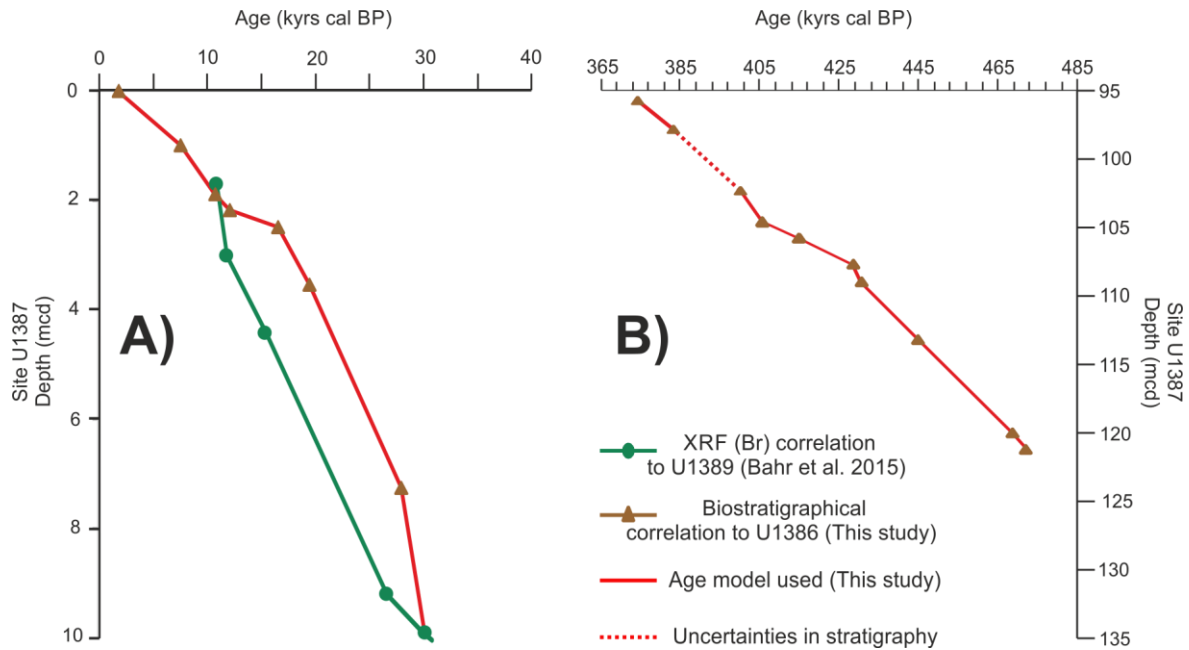 Age (kyrs cal BP)
0 10 20 30 40
0
2
4
6
8
10
Site U1387
Depth (mcd)
A)
Age (kyrs cal BP)
365 385 405 425 445 465 485
95
100
105
110
115
120
125
130
135
Site U1387
Depth (mcd)
B)
XRF (Br) correlation
to U1389 (Bahr et al. 2015)
Biostratigraphical
correlation to U1386 (This study)
Age model used (This study)
Uncertainties in stratigraphy